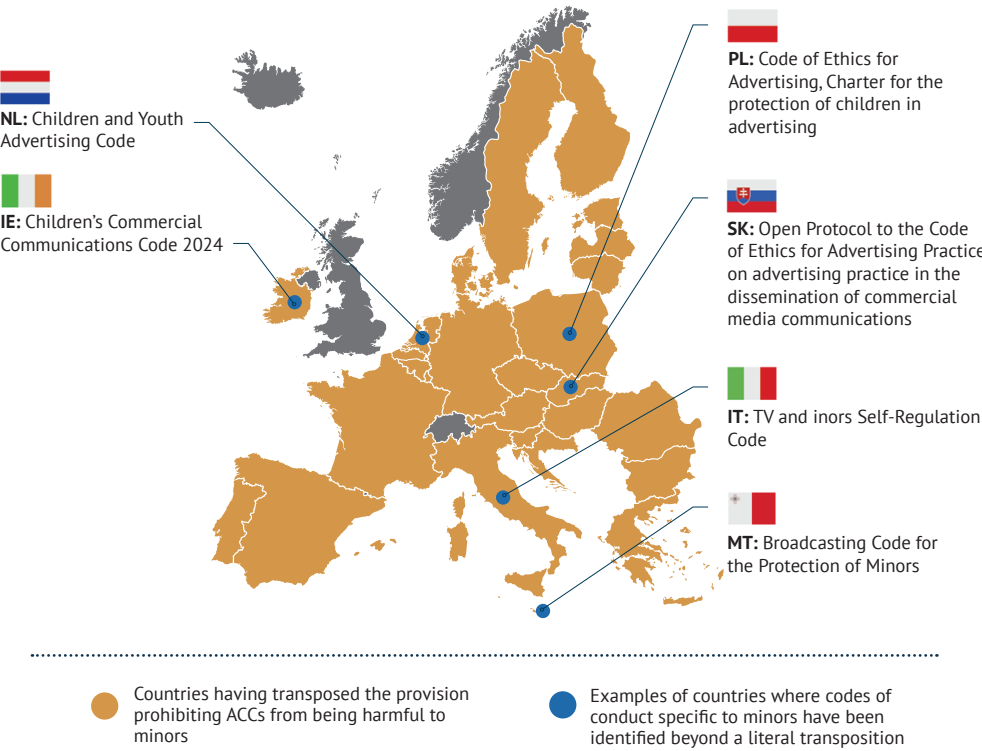 NL: Children and Youth
Advertising Code
IE: Children's Commercial
Communications Code 2024
PL: Code of Ethics for
Advertising, Charter for the
protection of children in
advertising
SK: Open Protocol to the Code
of Ethics for Advertising Practice
on advertising practice in the
dissemination of commercial
media communications
IT: TV and inors Self-Regulation
Code
MT: Broadcasting Code for
the Protection of Minors
Countries having transposed the provision
prohibiting ACCs from being harmful to
minors
Examples of countries where codes of
conduct specific to minors have been
identified beyond a literal transposition